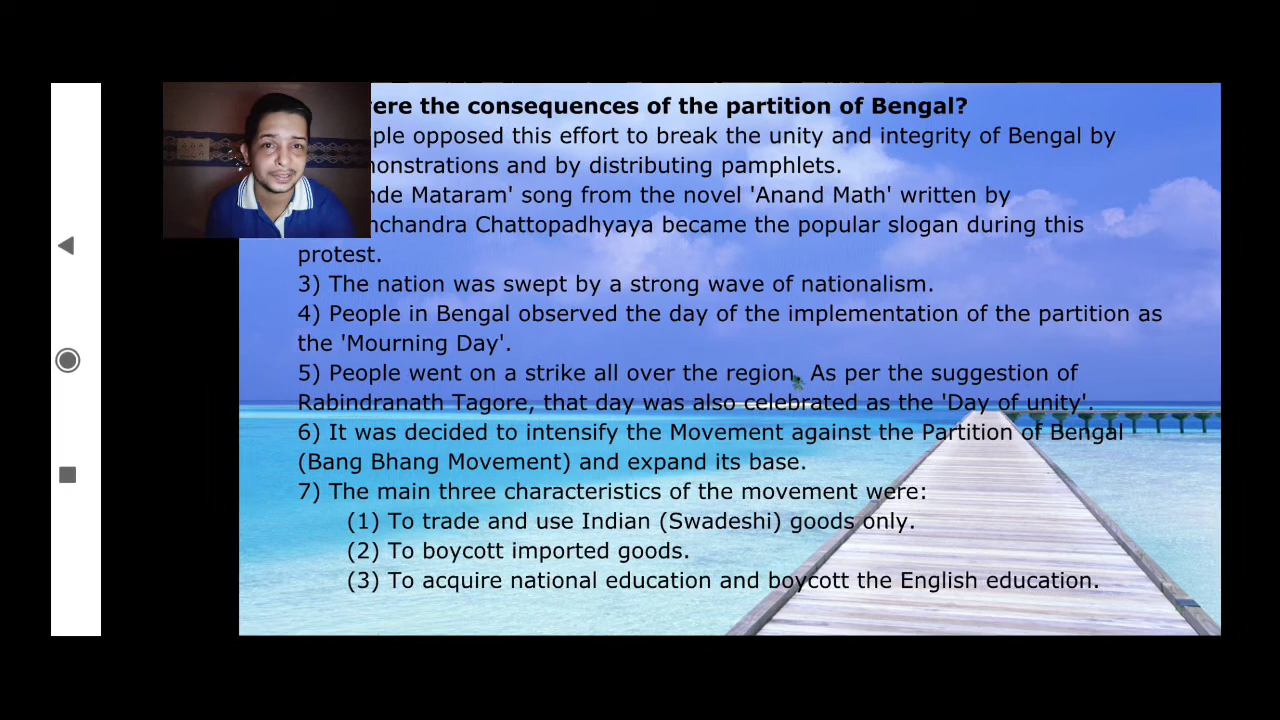 ere the consequences of the partition of Bengal?
ple opposed this effort to break the unity and integrity of Bengal by
monstrations and by distributing pamphlets.
nde Mataram' song from the novel 'Anand Math' written by
nchandra Chattopadhyaya became the popular slogan during this
protest.
3) The nation was swept by a strong wave of nationalism.
4) People in Bengal observed the day of the implementation of the partition as
the 'Mourning Day'.
5) People went on a strike all over the region. As per the suggestion of
Rabindranath Tagore, that day was also celebrated as the 'Day of unity'.
6) It was decided to intensify the Movement against the Partition of Bengal
(Bang Bhang Movement) and expand its base.
7) The main three characteristics of the movement were:
(1) To trade and use Indian (Swadeshi) goods only.
(2) To boycott imported goods.
(3) To acquire national education and boycott the English education.